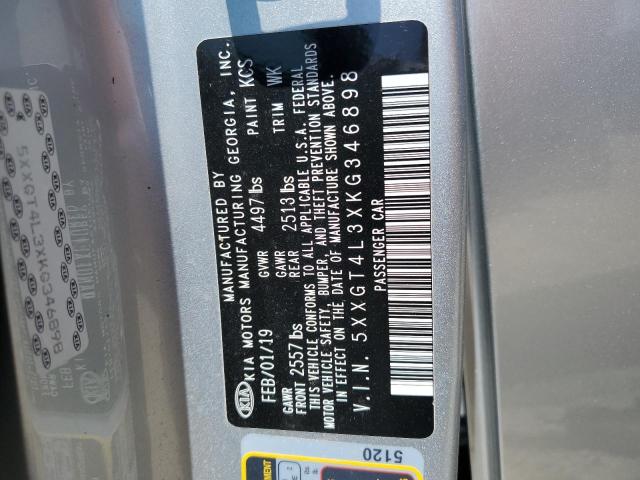 MANUFACTURED BY
KIA KIA MOTORS MANUFACTURING GEORGIA, INC.
FEB/01/19 GVWR 4497 lbs PAINT KCS
GAWR FRONT 2557 lbs GAWR REAR 2513 lbs TRIM WK
THIS VEHICLE CONFORMS TO ALL APPLICABLE U.S.A. FEDERAL
MOTOR VEHICLE SAFETY, BUMPER, AND THEFT PREVENTION STANDARDS
IN EFFECT ON THE DATE OF MANUFACTURE SHOWN ABOVE.
V.I.N. 5XXGT4L3XKG346898
PASSENGER CAR
5120
5XXGT4L3XKG346898